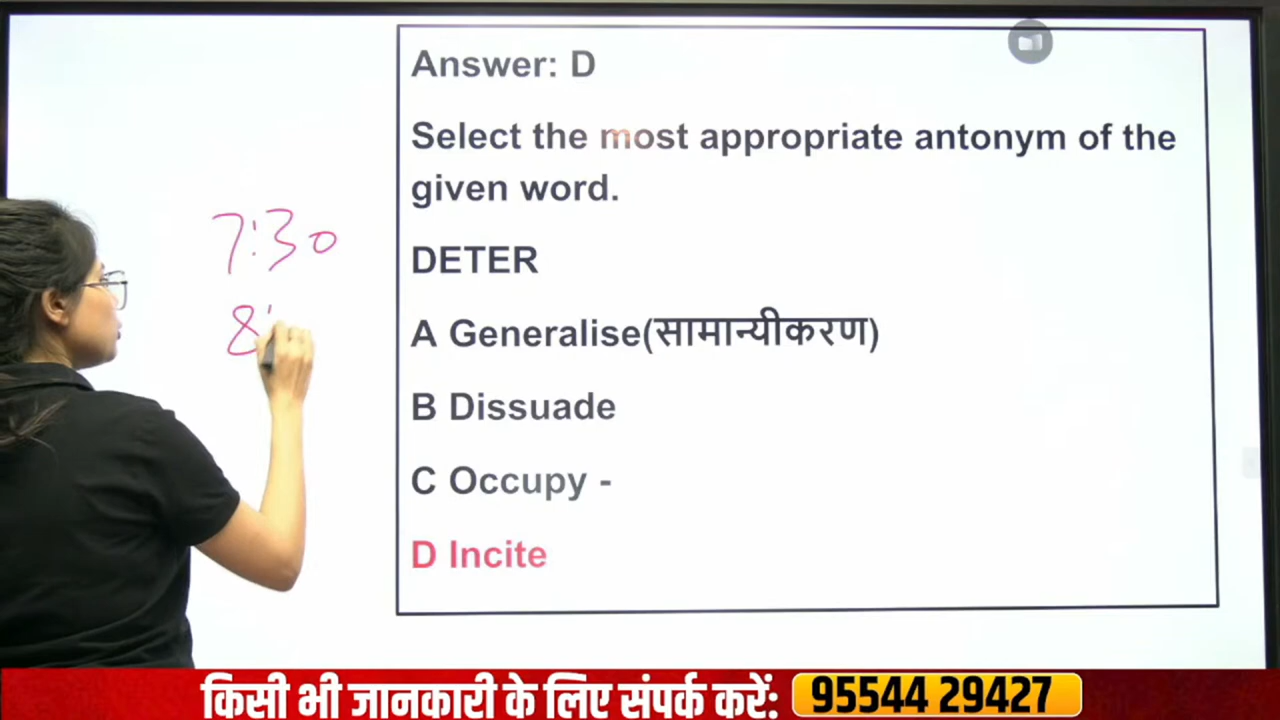 Answer: D
Select the most appropriate antonym of the
given word.
DETER
A Generalise(सामान्यीकरण)
B Dissuade
C Occupy -
D Incite
7:30
8:
किसी भी जानकारी के लिए संपर्क करें: 95544 29427